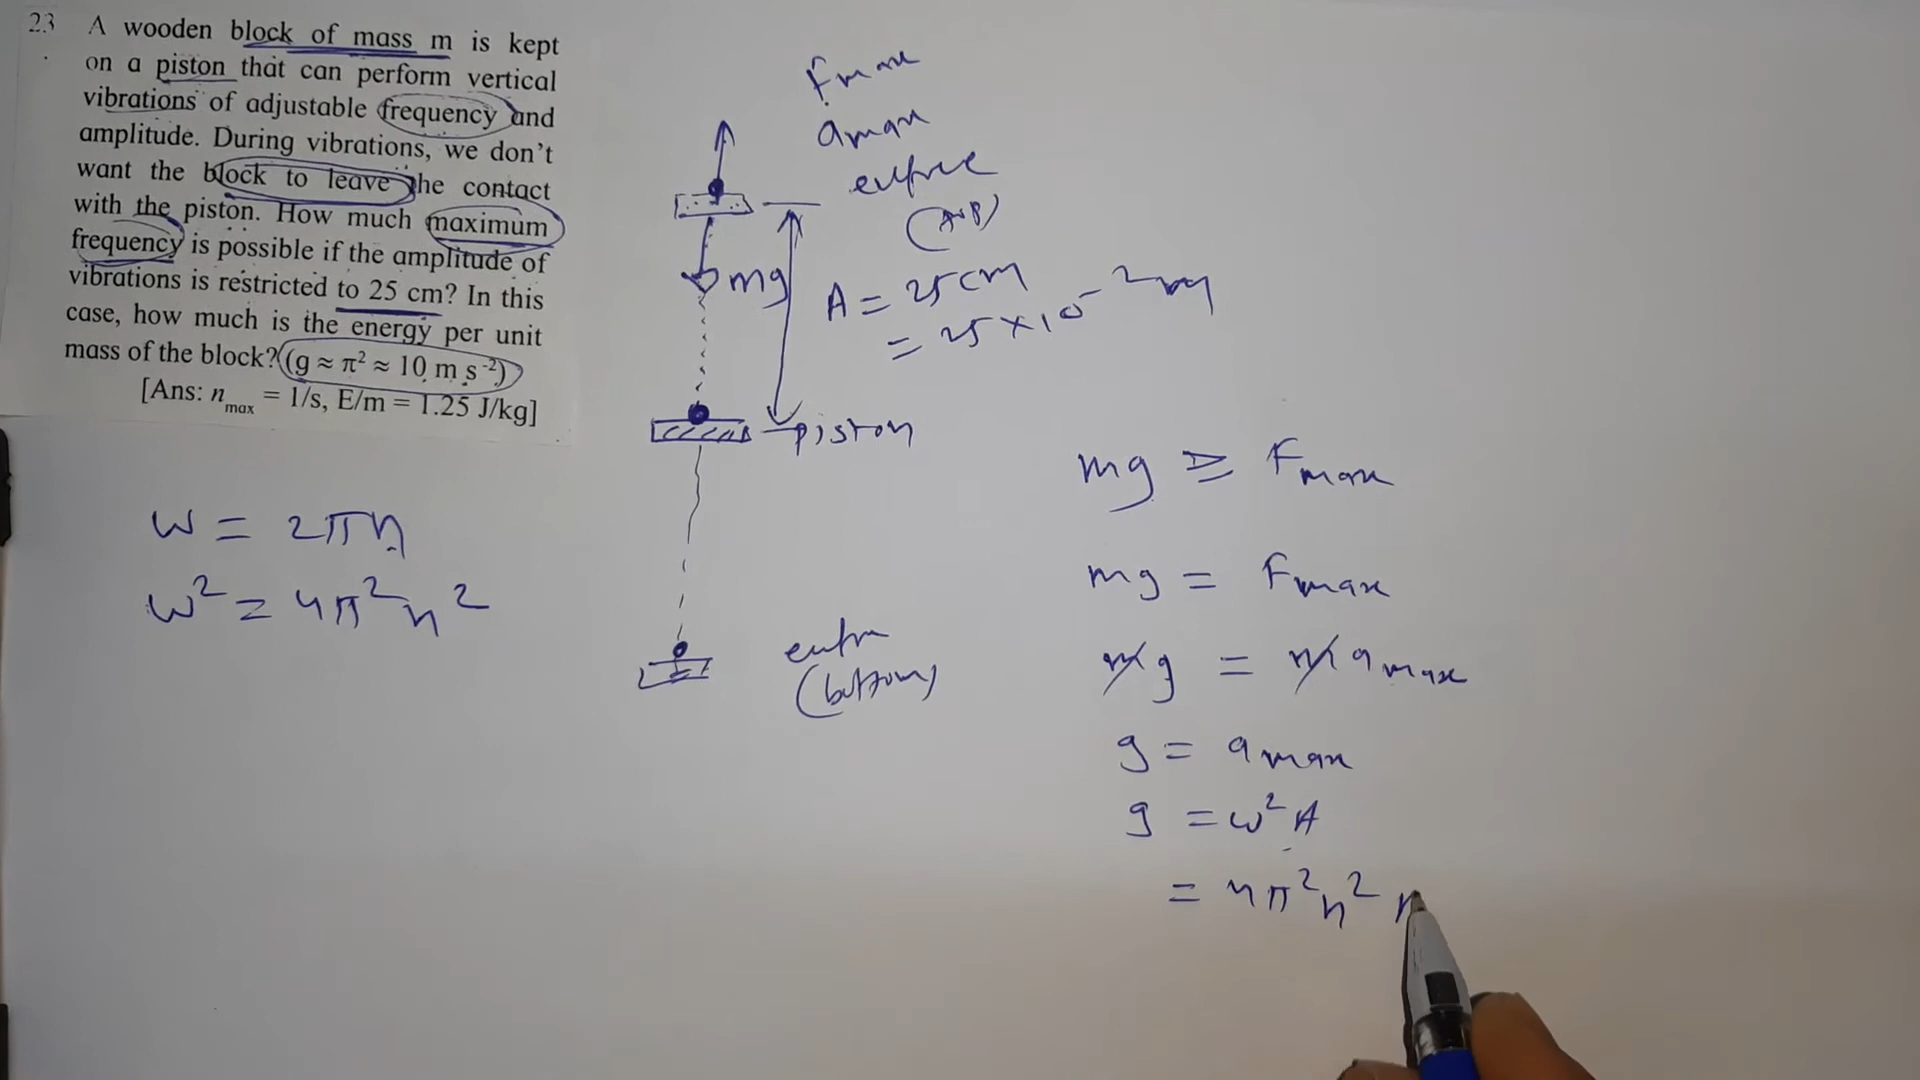 23 A wooden block of mass m is kept
on a piston that can perform vertical
vibrations of adjustable frequency and
amplitude. During vibrations, we don't
want the block to leave the contact
with the piston. How much maximum
frequency is possible if the amplitude of
vibrations is restricted to 25 cm? In this
case, how much is the energy per unit
mass of the block? (g ≈ π² ≈ 10 m s⁻²)
[Ans: n_max = 1/s, E/m = 1.25 J/kg]
Fmax
amax
mg
A = 25 cm
= 25 × 10⁻² m
piston
(bottom)
w = 2πn
w² = 4π²n²
mg ≥ Fmax
mg = Fmax
mg = m amax
g = amax
g = w² A
= 4π²n²